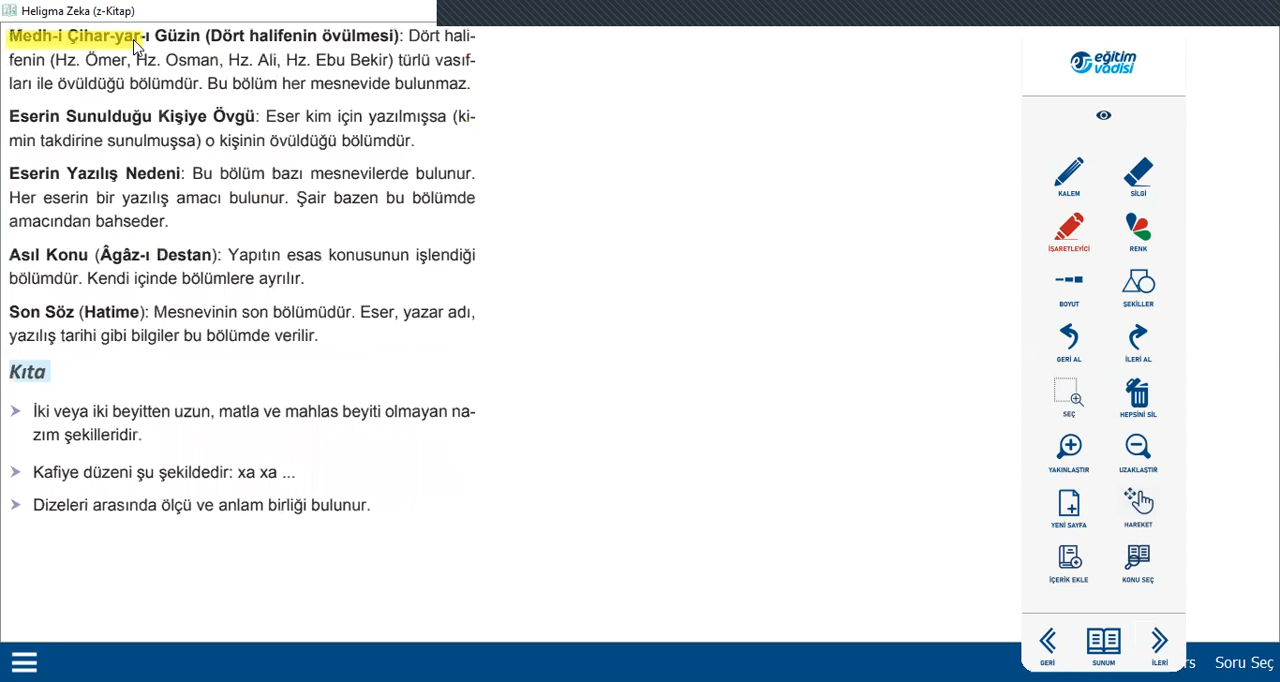 Heligma Zeka (z-Kitap)
Medh-i Çihar-yar-ı Güzin (Dört halifenin övülmesi): Dört hali-
fenin (Hz. Ömer, Hz. Osman, Hz. Ali, Hz. Ebu Bekir) türlü vasıf-
ları ile övüldüğü bölümdür. Bu bölüm her mesnevide bulunmaz.
Eserin Sunulduğu Kişiye Övgü: Eser kim için yazılmışsa (ki-
min takdirine sunulmuşsa) o kişinin övüldüğü bölümdür.
Eserin Yazılış Nedeni: Bu bölüm bazı mesnevilerde bulunur.
Her eserin bir yazılış amacı bulunur. Şair bazen bu bölümde
amacından bahseder.
Asıl Konu (Âgâz-ı Destan): Yapıtın esas konusunun işlendiği
bölümdür. Kendi içinde bölümlere ayrılır.
Son Söz (Hatime): Mesnevinin son bölümüdür. Eser, yazar adı,
yazılış tarihi gibi bilgiler bu bölümde verilir.
Kıta
İki veya iki beyitten uzun, matla ve mahlas beyiti olmayan na-
zım şekilleridir.
Kafiye düzeni şu şekildedir: xa xa ...
Dizeleri arasında ölçü ve anlam birliği bulunur.
eğitim
vadisi
KALEM SİLGİ
İŞARETLEYİCİ RENK
BOYUT ŞEKİLLER
GERİ AL İLERİ AL
SEÇ HEPSİNİ SİL
YAKINLAŞTIR UZAKLAŞTIR
YENİ SAYFA HAREKET
İÇERİK EKLE KONU SEÇ
GERİ SUNUM İLERİ
rs Soru Seç